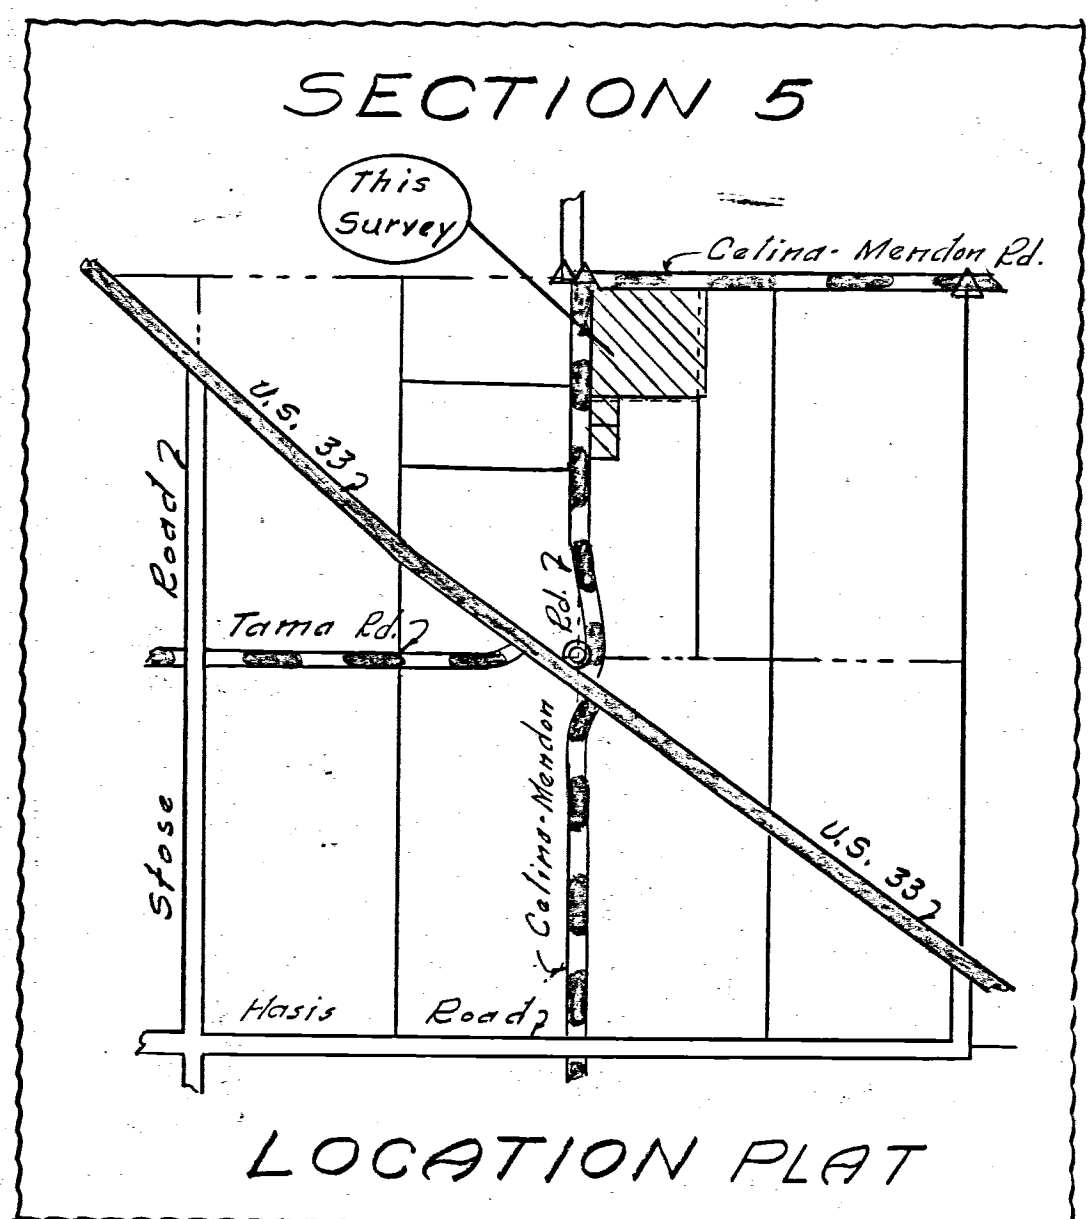 SECTION 5
This
Survey
Celina-Mendon Rd.
U.S. 33
Road
Stose
Tama Rd.
Rd.
Celina-Mendon
U.S. 33
Hasis Road
LOCATION PLAT